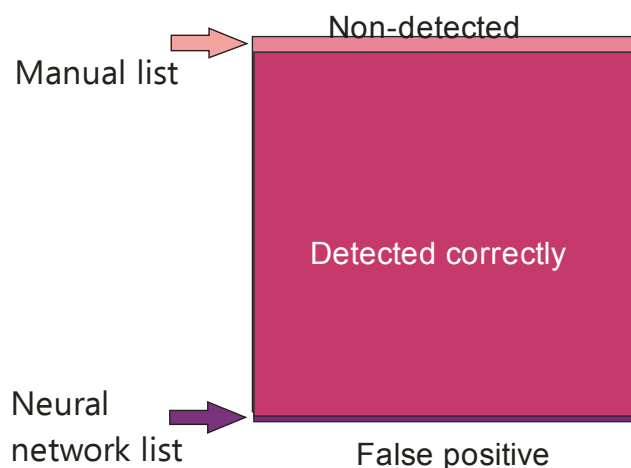 Non-detected
Manual list
Detected correctly
Neural
network list
False positive